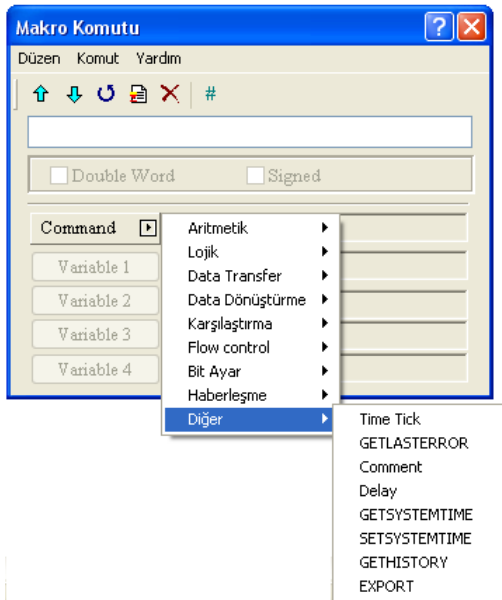 Makro Komutu
Düzen Komut Yardım
#
Double Word Signed
Command
Variable 1
Variable 2
Variable 3
Variable 4
Aritmetik
Lojik
Data Transfer
Data Dönüştürme
Karşılaştırma
Flow control
Bit Ayar
Haberleşme
Diğer
Time Tick
GETLASTERROR
Comment
Delay
GETSYSTEMTIME
SETSYSTEMTIME
GETHISTORY
EXPORT